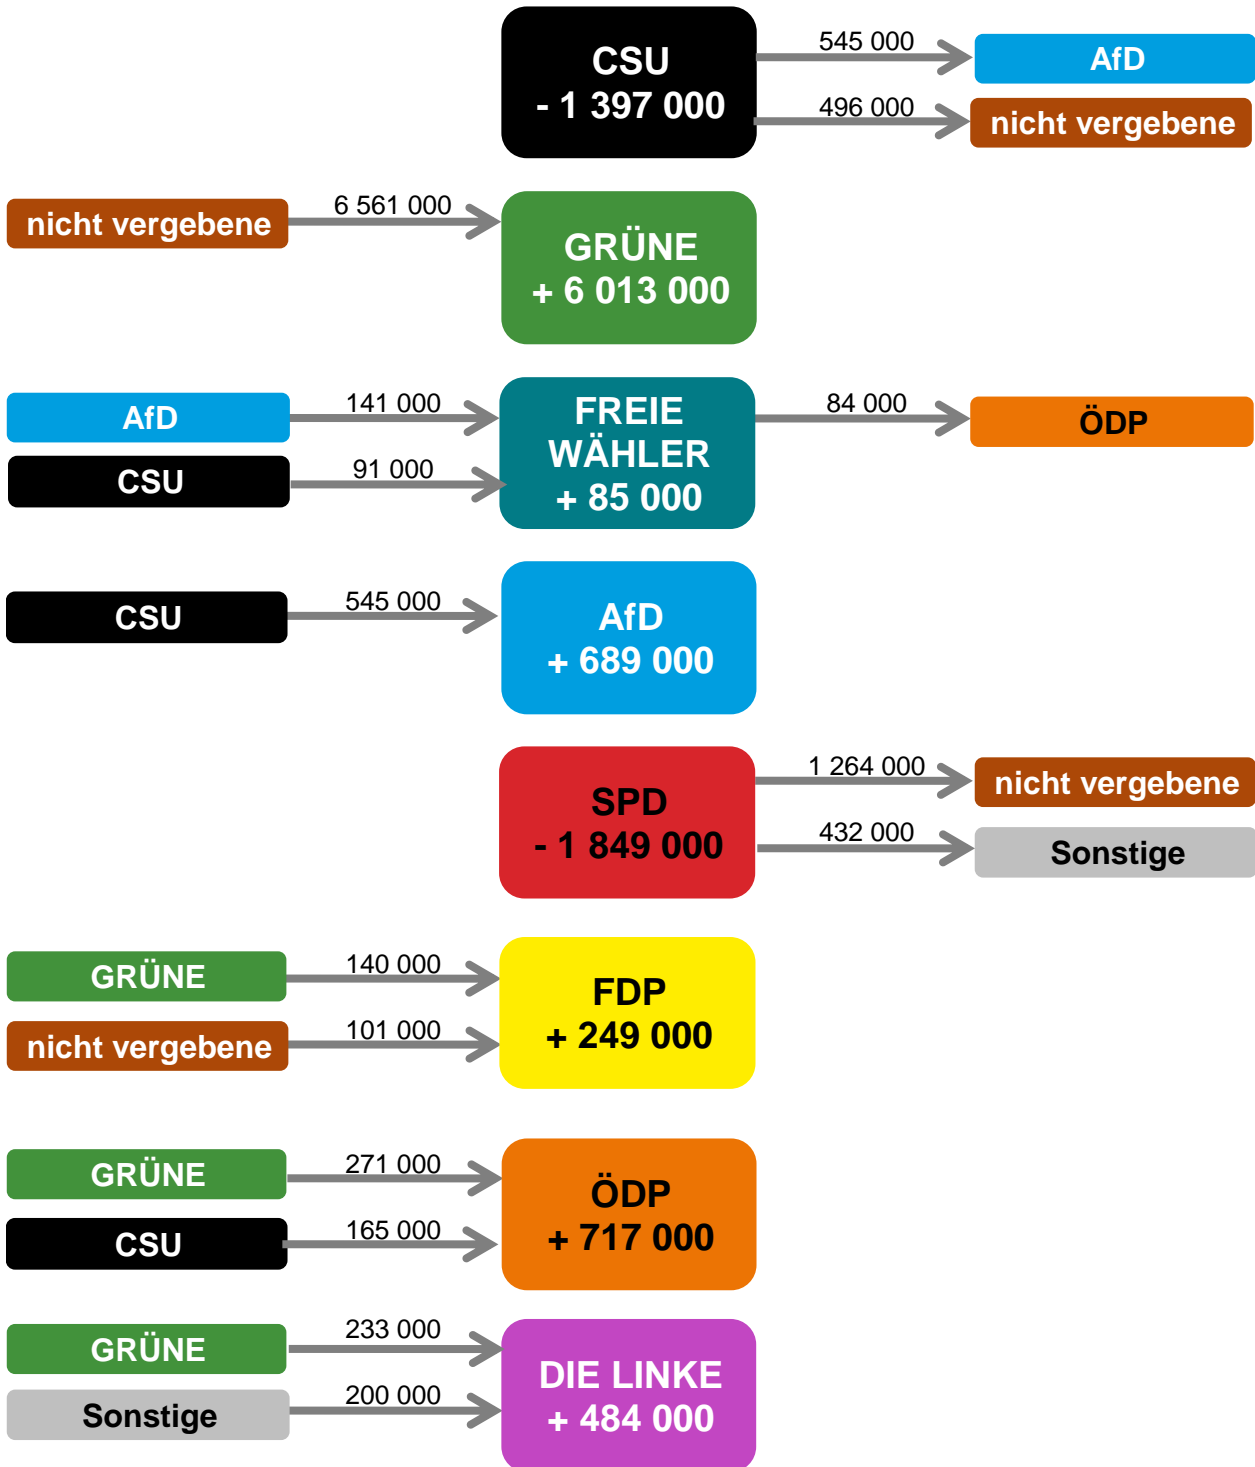 CSU
- 1 397 000
545 000
AfD
496 000
nicht vergebene
nicht vergebene
6 561 000
GRÜNE
+ 6 013 000
AfD
141 000
CSU
91 000
FREIE
WÄHLER
+ 85 000
84 000
ÖDP
CSU
545 000
AfD
+ 689 000
SPD
- 1 849 000
1 264 000
nicht vergebene
432 000
Sonstige
GRÜNE
140 000
nicht vergebene
101 000
FDP
+ 249 000
GRÜNE
271 000
CSU
165 000
ÖDP
+ 717 000
GRÜNE
233 000
Sonstige
200 000
DIE LINKE
+ 484 000